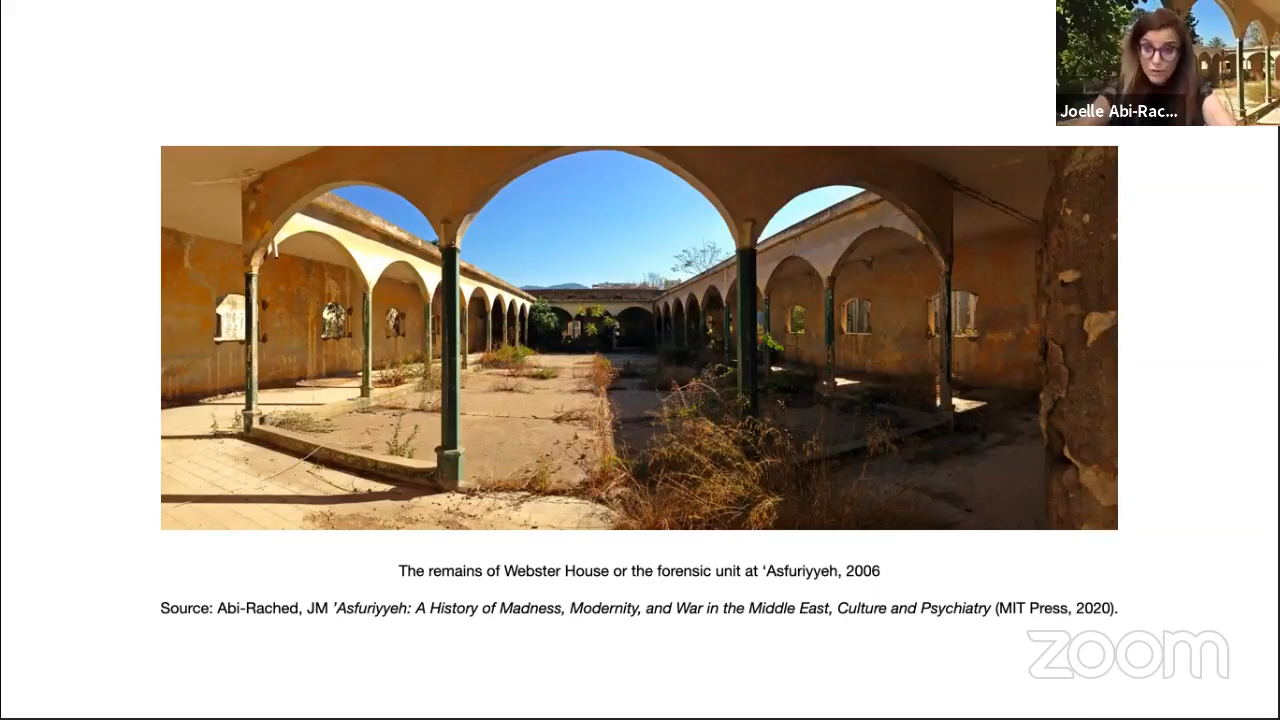 Joelle Abi-Rac...
The remains of Webster House or the forensic unit at ‘Asfuriyyeh, 2006
Source: Abi-Rached, JM ’Asfuriyyeh: A History of Madness, Modernity, and War in the Middle East, Culture and Psychiatry (MIT Press, 2020).
zoom